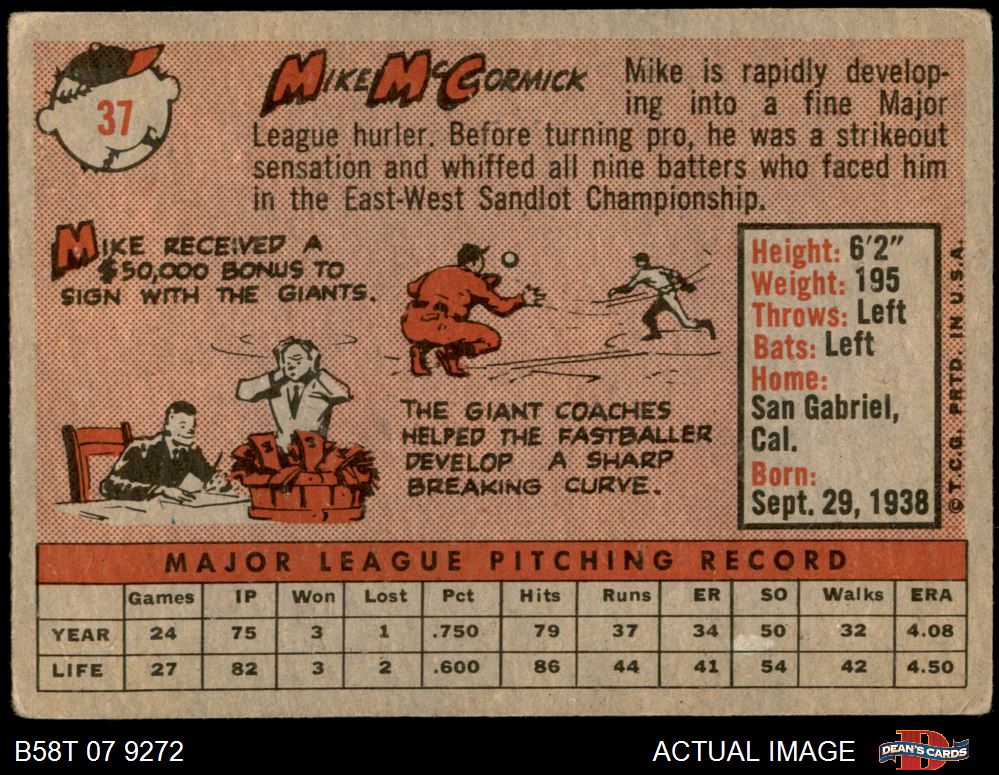 37
MIKE McCORMICK
Mike is rapidly develop-
ing into a fine Major
League hurler. Before turning pro, he was a strikeout
sensation and whiffed all nine batters who faced him
in the East-West Sandlot Championship.
MIKE RECEIVED A
$50,000 BONUS TO
SIGN WITH THE GIANTS.
THE GIANT COACHES
HELPED THE FASTBALLER
DEVELOP A SHARP
BREAKING CURVE.
Height: 6'2"
Weight: 195
Throws: Left
Bats: Left
Home:
San Gabriel,
Cal.
Born:
Sept. 29, 1938
© T.C.G. PRTD. IN U.S.A.
MAJOR LEAGUE PITCHING RECORD
Games IP Won Lost Pct Hits Runs ER SO Walks ERA
YEAR 24 75 3 1 .750 79 37 34 50 32 4.08
LIFE 27 82 3 2 .600 86 44 41 54 42 4.50
B58T 07 9272
ACTUAL IMAGE
D
DEAN'S CARDS